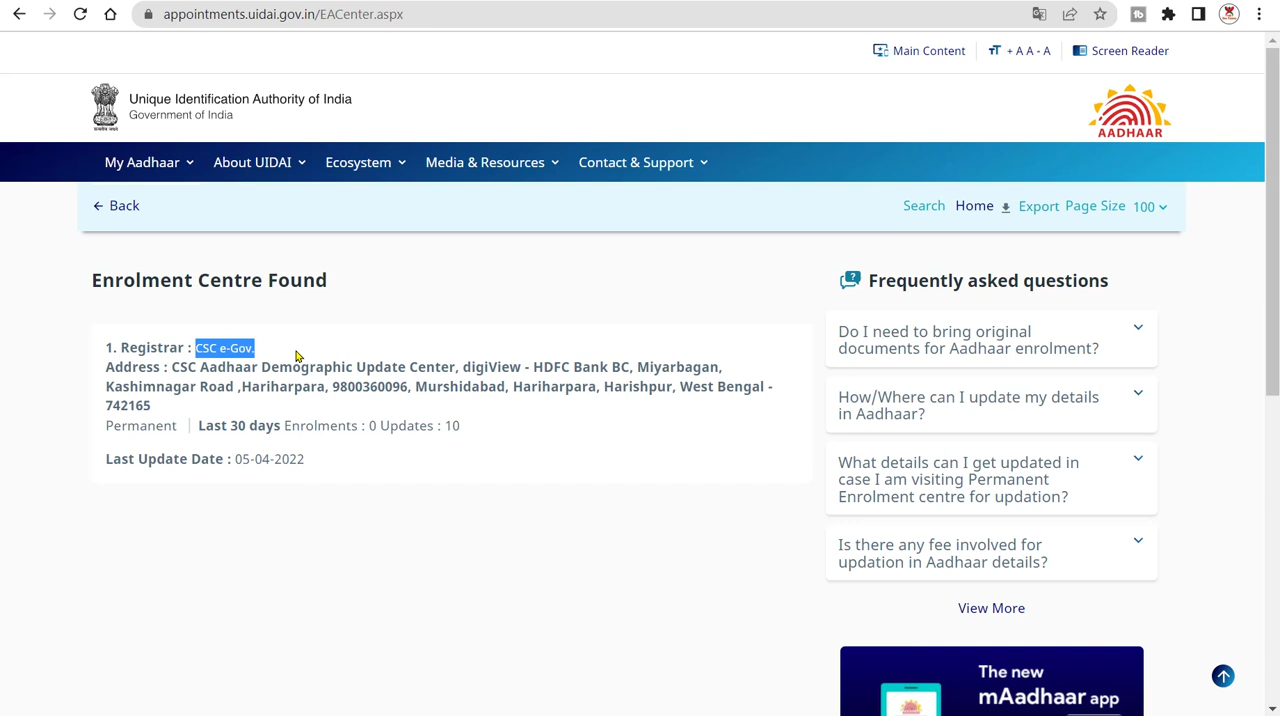 appointments.uidai.gov.in/EACenter.aspx
Main Content
T + A A - A
Screen Reader
Unique Identification Authority of India
Government of India
AADHAAR
My Aadhaar
About UIDAI
Ecosystem
Media & Resources
Contact & Support
Back
Search
Home
Export
Page Size
100
Enrolment Centre Found
1. Registrar : CSC e-Gov.
Address : CSC Aadhaar Demographic Update Center, digiView - HDFC Bank BC, Miyarbagan,
Kashimnagar Road ,Hariharpara, 9800360096, Murshidabad, Hariharpara, Harishpur, West Bengal -
742165
Permanent | Last 30 days Enrolments : 0 Updates : 10
Last Update Date : 05-04-2022
Frequently asked questions
Do I need to bring original
documents for Aadhaar enrolment?
How/Where can I update my details
in Aadhaar?
What details can I get updated in
case I am visiting Permanent
Enrolment centre for updation?
Is there any fee involved for
updation in Aadhaar details?
View More
The new
mAadhaar app